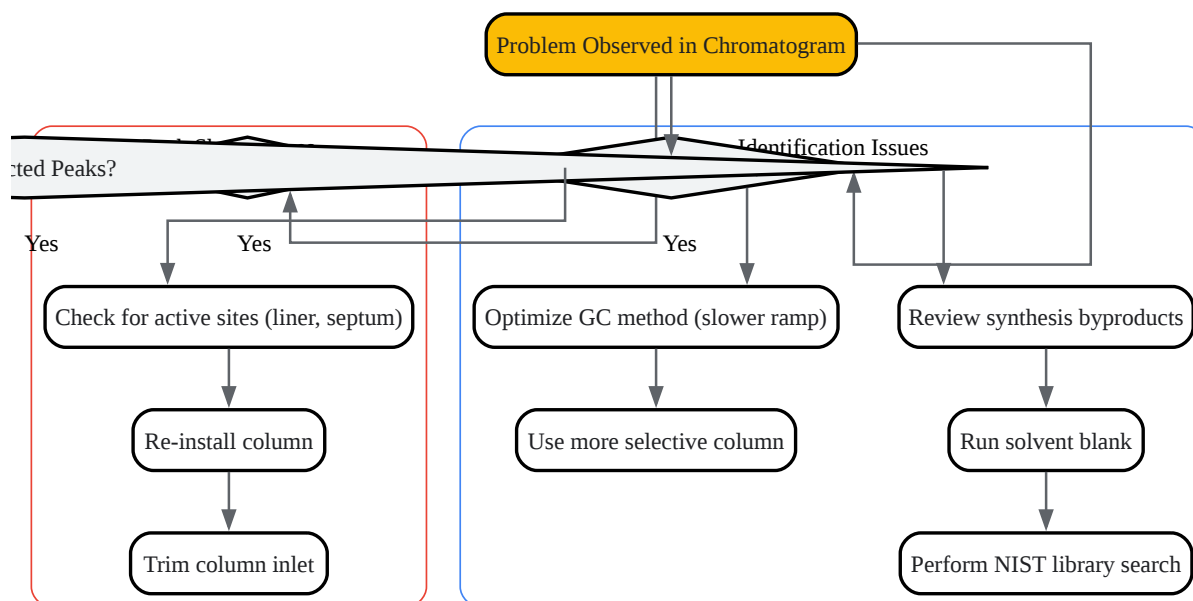 Problem Observed in Chromatogram
Identification Issues
cted Peaks?
Yes
Yes
Yes
Check for active sites (liner, septum)
Optimize GC method (slower ramp)
Review synthesis byproducts
Re-install column
Use more selective column
Run solvent blank
Trim column inlet
Perform NIST library search